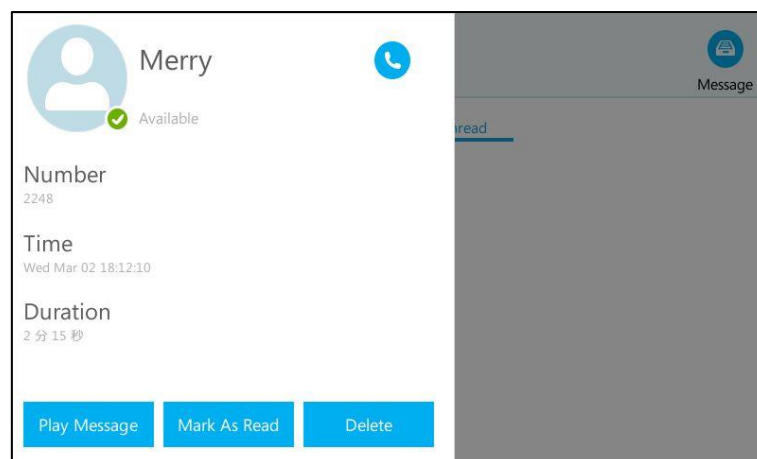 Merry
Available
Message
Number
2248
Time
Wed Mar 02 18:12:10
Duration
2 分 15 秒
Play Message
Mark As Read
Delete